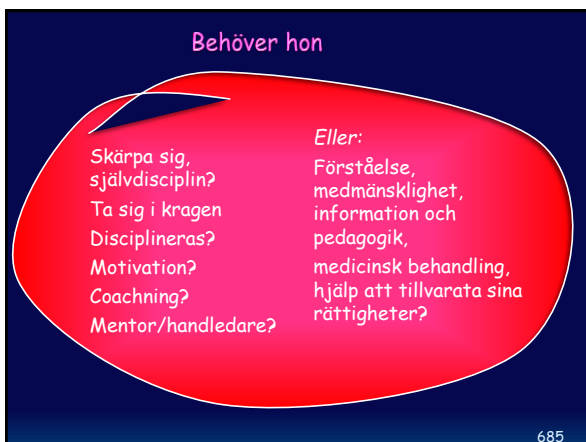 Behöver hon
Skärpa sig,
självdisciplin?
Ta sig i kragen
Disciplineras?
Motivation?
Coachning?
Mentor/handledare?
Eller:
Förståelse,
medmänsklighet,
information och
pedagogik,
medicinsk behandling,
hjälp att tillvarata sina
rättigheter?
685